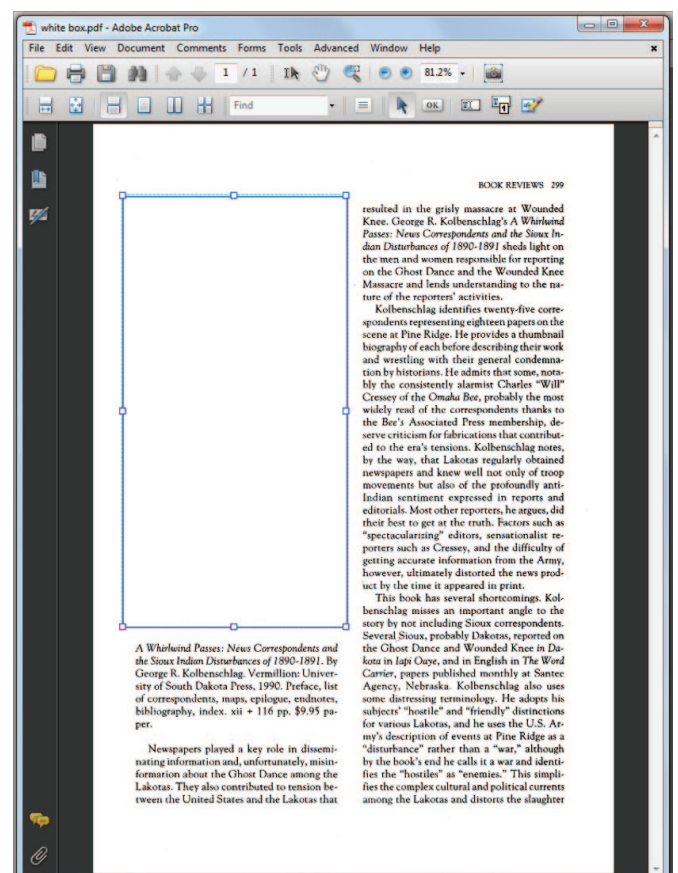 white box.pdf - Adobe Acrobat Pro
File Edit View Document Comments Forms Tools Advanced Window Help
1 / 1 81.2%
Find OK
BOOK REVIEWS 299
A Whirlwind Passes: News Correspondents and
the Sioux Indian Disturbances of 1890-1891. By
George R. Kolbenschlag. Vermillion: Univer-
sity of South Dakota Press, 1990. Preface, list
of correspondents, maps, epilogue, endnotes,
bibliography, index. xii + 116 pp. $9.95 pa-
per.
Newspapers played a key role in dissemi-
nating information and, unfortunately, misin-
formation about the Ghost Dance among the
Lakotas. They also contributed to tension be-
tween the United States and the Lakotas that
resulted in the grisly massacre at Wounded
Knee. George R. Kolbenschlag's A Whirlwind
Passes: News Correspondents and the Sioux In-
dian Disturbances of 1890-1891 sheds light on
the men and women responsible for reporting
on the Ghost Dance and the Wounded Knee
Massacre and lends understanding to the na-
ture of the reporters' activities.
Kolbenschlag identifies twenty-five corre-
spondents representing eighteen papers on the
scene at Pine Ridge. He provides a thumbnail
biography of each before describing their work
and wrestling with their general condemna-
tion by historians. He admits that some, nota-
bly the consistently alarmist Charles "Will"
Cressey of the Omaha Bee, probably the most
widely read of the correspondents thanks to
the Bee's Associated Press membership, de-
serve criticism for fabrications that contribut-
ed to the era's tensions. Kolbenschlag notes,
by the way, that Lakotas regularly obtained
newspapers and knew well not only of troop
movements but also of the profoundly anti-
Indian sentiment expressed in reports and
editorials. Most other reporters, he argues, did
their best to get at the truth. Factors such as
"spectacularizing" editors, sensationalist re-
porters such as Cressey, and the difficulty of
getting accurate information from the Army,
however, ultimately distorted the news prod-
uct by the time it appeared in print.
This book has several shortcomings. Kol-
benschlag misses an important angle to the
story by not including Sioux correspondents.
Several Sioux, probably Dakotas, reported on
the Ghost Dance and Wounded Knee in Da-
kota in Iapi Oaye, and in English in The Word
Carrier, papers published monthly at Santee
Agency, Nebraska. Kolbenschlag also uses
some distressing terminology. He adopts his
subjects' "hostile" and "friendly" distinctions
for various Lakotas, and he uses the U.S. Ar-
my's description of events at Pine Ridge as a
"disturbance" rather than a "war," although
by the book's end he calls it a war and identi-
fies the "hostiles" as "enemies." This simpli-
fies the complex cultural and political currents
among the Lakotas and distorts the slaughter